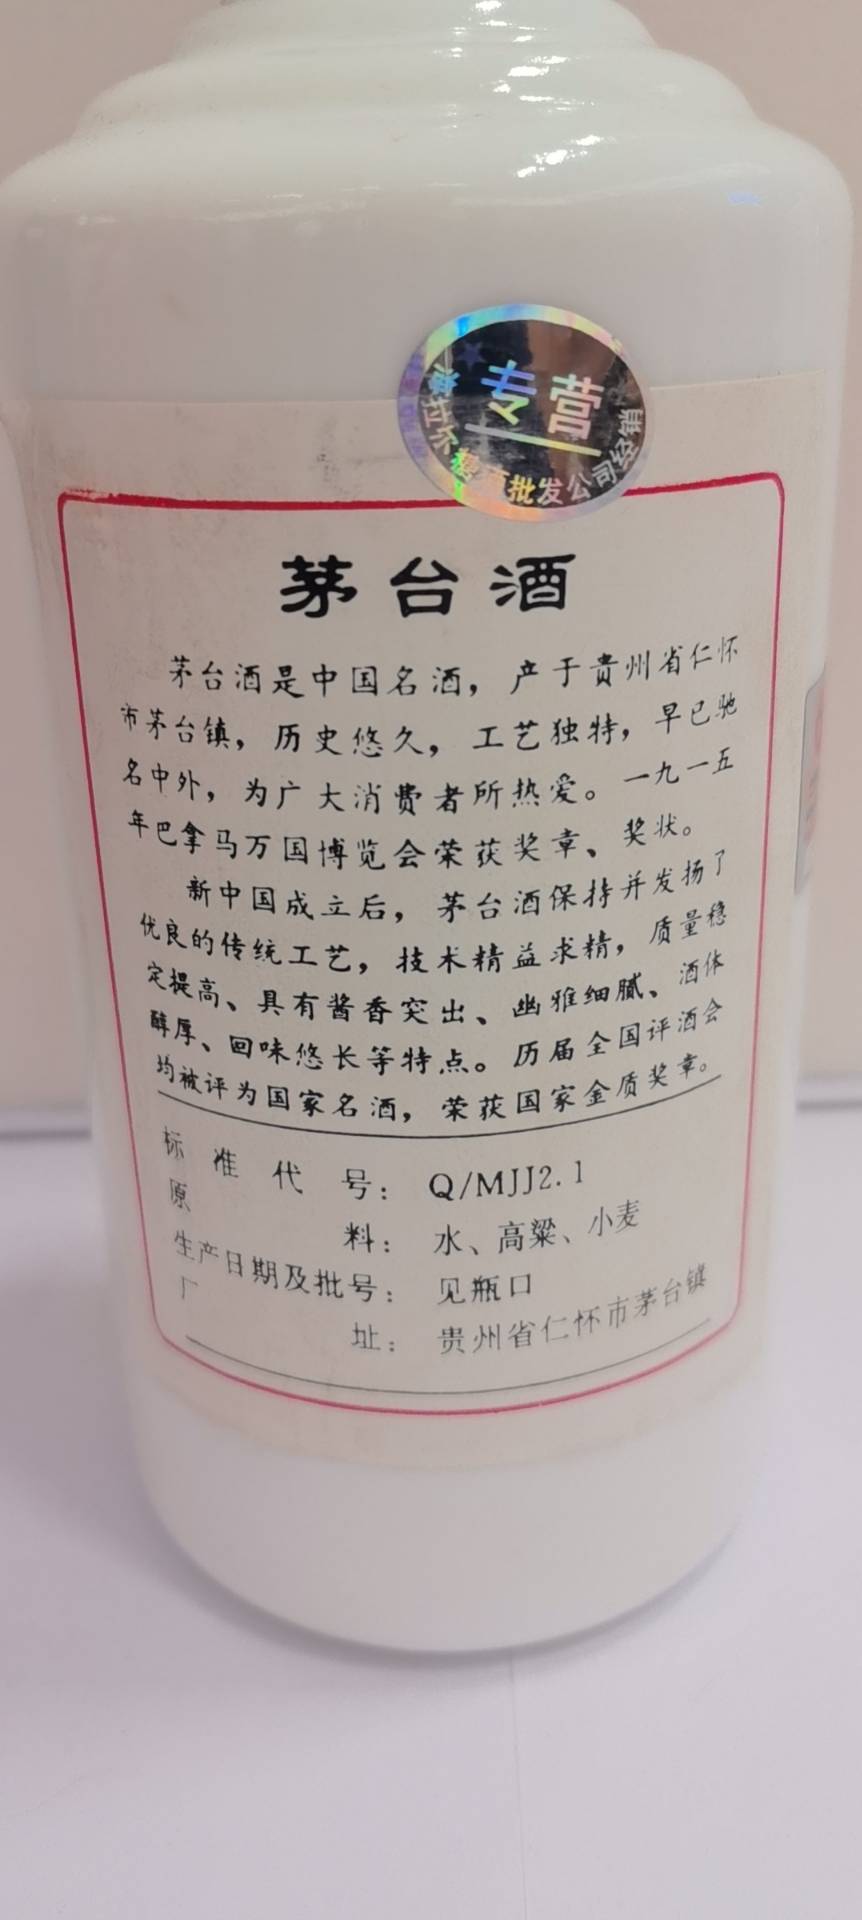 专营
批发公司经销
茅台酒
茅台酒是中国名酒，产于贵州省仁怀
市茅台镇，历史悠久，工艺独特，早已驰
名中外，为广大消费者所热爱。一九一五
年巴拿马万国博览会荣获奖章、奖状。
新中国成立后，茅台酒保持并发扬了
优良的传统工艺，技术精益求精，质量稳
定提高、具有酱香突出、幽雅细腻、酒体
醇厚、回味悠长等特点。历届全国评酒会
均被评为国家名酒，荣获国家金质奖章。
标准代号：Q/MJJ2.1
原料：水、高粱、小麦
生产日期及批号：见瓶口
厂址：贵州省仁怀市茅台镇